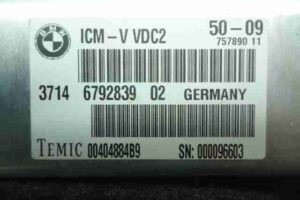 ICM-V VDC2 50-09
757890 11
3714 6792839 02 GERMANY
TEMIC 00404884B9 SN: 000096603